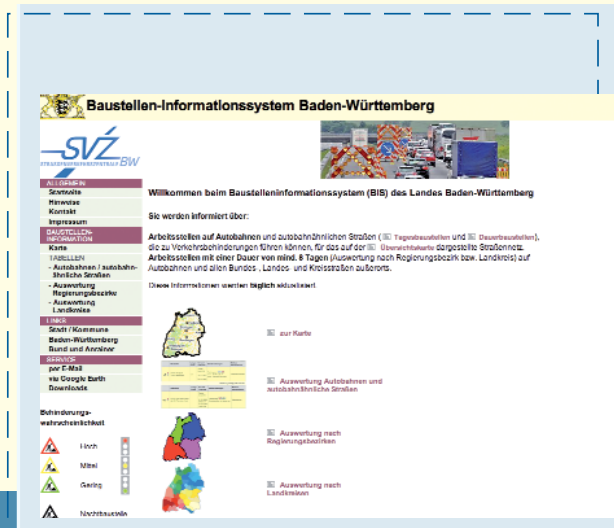 Baustellen-Informationssystem Baden-Württemberg
SVZ
BW
ALLGEMEIN
Startseite
Hinweise
Kontakt
Impressum
BAUSTELLEN-
INFORMATION
Karte
TABELLEN
- Autobahnen / autobahn-
ähnliche Straßen
- Auswertung
Regierungsbezirke
- Auswertung
Landkreise
LINKS
Stadt / Kommune
Baden-Württemberg
Bund und Anrainer
SERVICE
per E-Mail
via Google Earth
Downloads
Behinderungs-
wahrscheinlichkeit
Hoch
Mittel
Gering
Nachtbaustelle
Willkommen beim Baustelleninformationssystem (BIS) des Landes Baden-Württemberg
Sie werden informiert über:
Arbeitsstellen auf Autobahnen und autobahnähnlichen Straßen ( Tagesbaustellen und Dauerbaustellen),
die zu Verkehrsbehinderungen führen können, für das auf der Übersichtskarte dargestellte Straßennetz.
Arbeitsstellen mit einer Dauer von mind. 8 Tagen (Auswertung nach Regierungsbezirk bzw. Landkreis) auf
Autobahnen und allen Bundes-, Landes- und Kreisstraßen außerorts.
Diese Informationen werden täglich aktualisiert.
zur Karte
Auswertung Autobahnen und
autobahnähnliche Straßen
Auswertung nach
Regierungsbezirken
Auswertung nach
Landkreisen